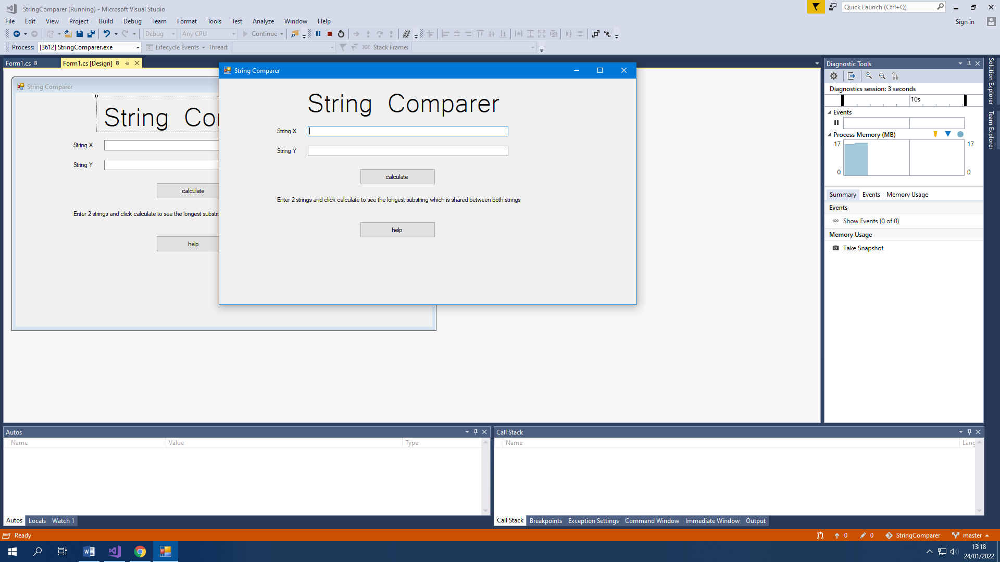 StringComparer (Running) - Microsoft Visual Studio
Quick Launch (Ctrl+Q)
File Edit View Project Build Debug Team Format Tools Test Analyze Window Help
Sign in
Debug Any CPU Continue
Process: [3612] StringComparer.exe Lifecycle Events Thread: Stack Frame:
Form1.cs Form1.cs [Design]
String Comparer
String Co
String X
String Y
calculate
Enter 2 strings and click calculate to see the longest substri
help
String Comparer
String Comparer
String X
String Y
calculate
Enter 2 strings and click calculate to see the longest substring which is shared between both strings
help
Diagnostic Tools
Diagnostics session: 3 seconds
10s
Events
Process Memory (MB)
17 17
0 0
Summary Events Memory Usage
Events
Show Events (0 of 0)
Memory Usage
Take Snapshot
Solution Explorer
Team Explorer
Autos
Name Value Type
Autos Locals Watch 1
Call Stack
Name Lang
Call Stack Breakpoints Exception Settings Command Window Immediate Window Output
Ready
0 0 StringComparer master
13:18
24/01/2022